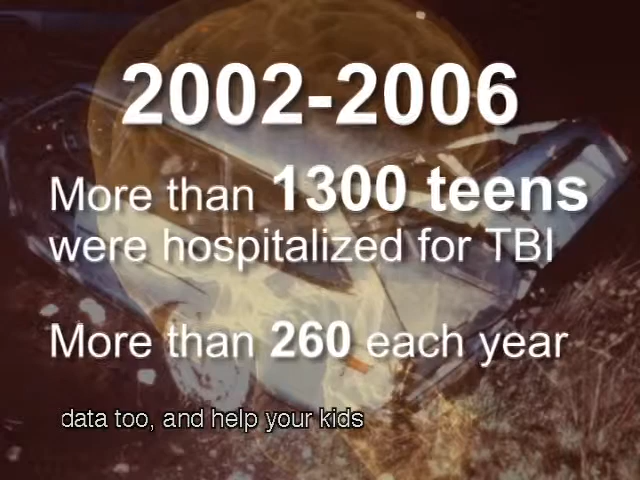 2002-2006
More than 1300 teens
were hospitalized for TBI
More than 260 each year
data too, and help your kids